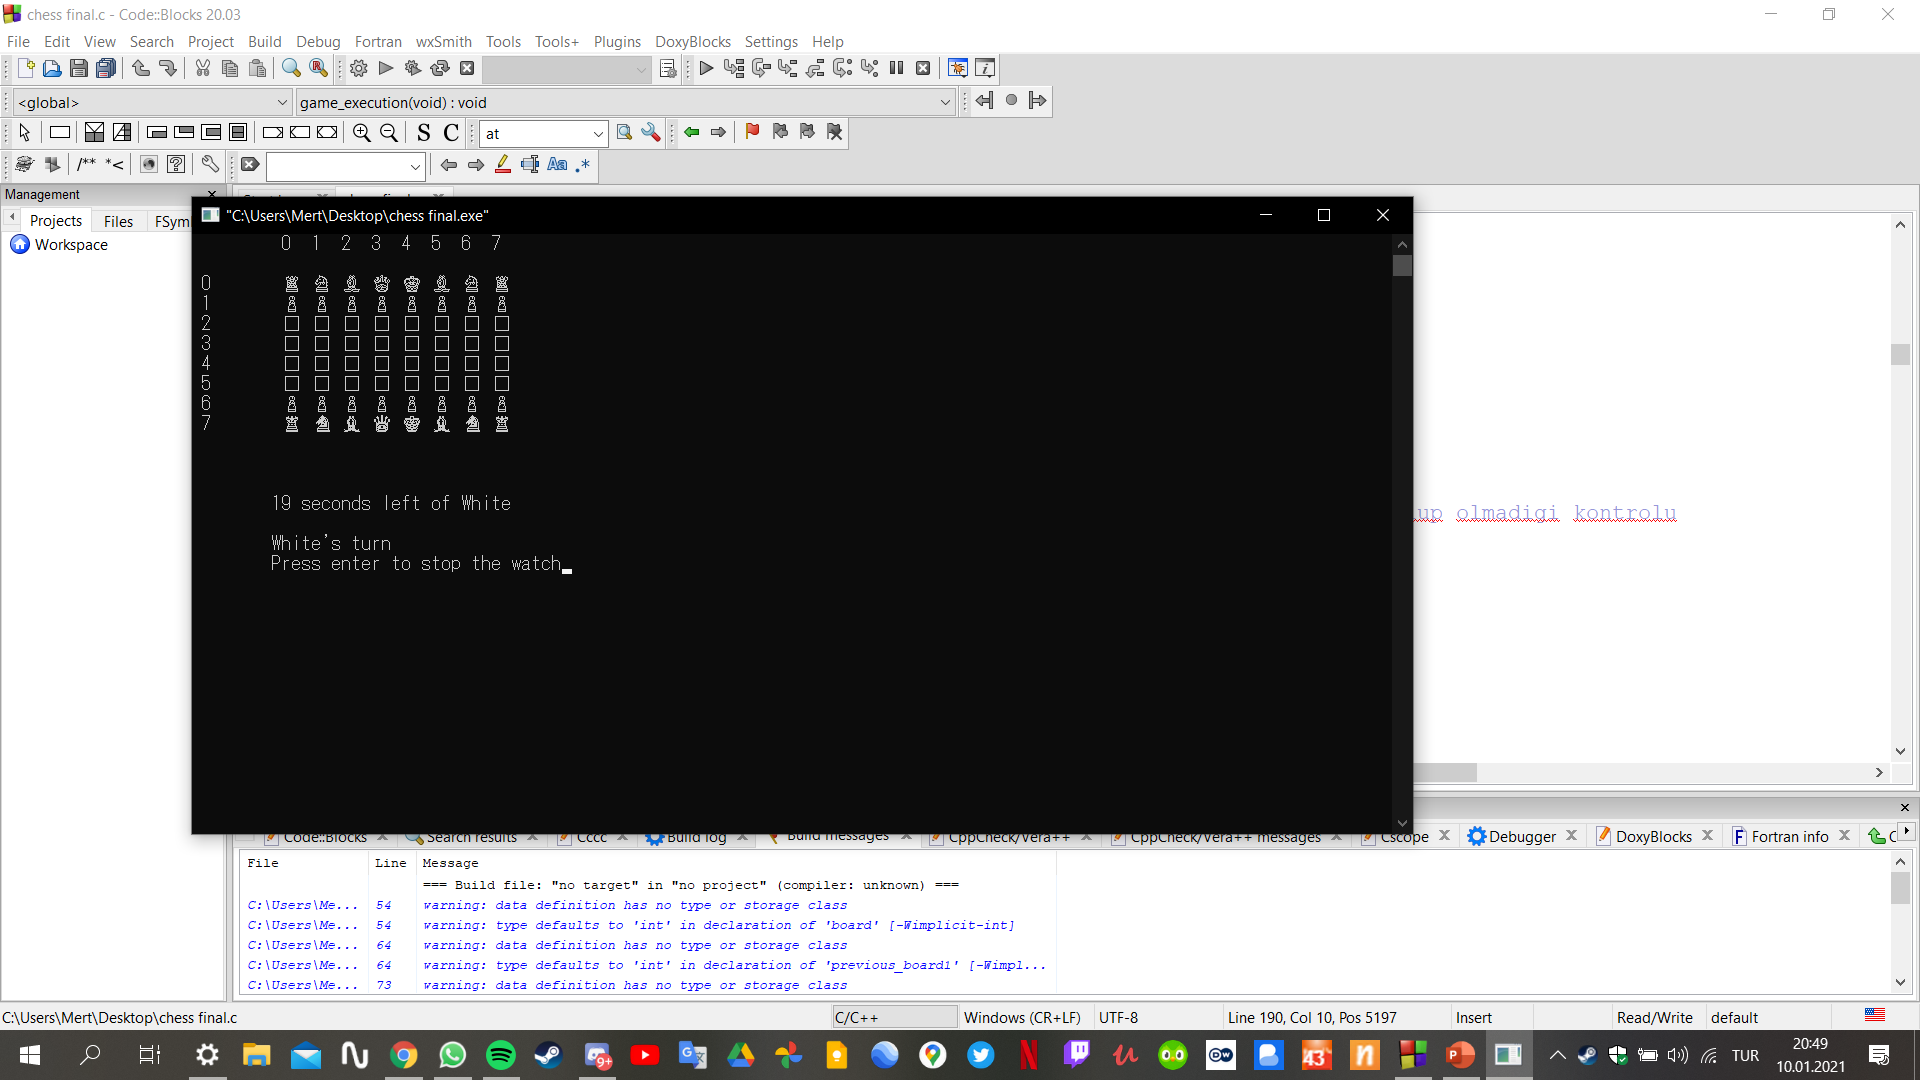 chess final.c - Code::Blocks 20.03
File Edit View Search Project Build Debug Fortran wxSmith Tools Tools+ Plugins DoxyBlocks Settings Help
<global> game_execution(void) : void
S C at
/** *< Aa .*
Management
Projects Files FSym
Workspace
"C:\Users\Mert\Desktop\chess final.exe"
0 1 2 3 4 5 6 7
0 ♜ ♞ ♝ ♛ ♚ ♝ ♞ ♜
1 ♟ ♟ ♟ ♟ ♟ ♟ ♟ ♟
2 □ □ □ □ □ □ □ □
3 □ □ □ □ □ □ □ □
4 □ □ □ □ □ □ □ □
5 □ □ □ □ □ □ □ □
6 ♙ ♙ ♙ ♙ ♙ ♙ ♙ ♙
7 ♖ ♘ ♗ ♕ ♔ ♗ ♘ ♖
19 seconds left of White
White's turn
Press enter to stop the watch
up olmadigi kontrolu
Code::Blocks Search results Cccc Build log Build messages CppCheck/Vera++ CppCheck/Vera++ messages Cscope Debugger DoxyBlocks Fortran info
File Line Message
=== Build file: "no target" in "no project" (compiler: unknown) ===
C:\Users\Me... 54 warning: data definition has no type or storage class
C:\Users\Me... 54 warning: type defaults to 'int' in declaration of 'board' [-Wimplicit-int]
C:\Users\Me... 64 warning: data definition has no type or storage class
C:\Users\Me... 64 warning: type defaults to 'int' in declaration of 'previous_board1' [-Wimpl...
C:\Users\Me... 73 warning: data definition has no type or storage class
C:\Users\Mert\Desktop\chess final.c C/C++ Windows (CR+LF) UTF-8 Line 190, Col 10, Pos 5197 Insert Read/Write default
9+ DW 43 TUR 20:49
10.01.2021